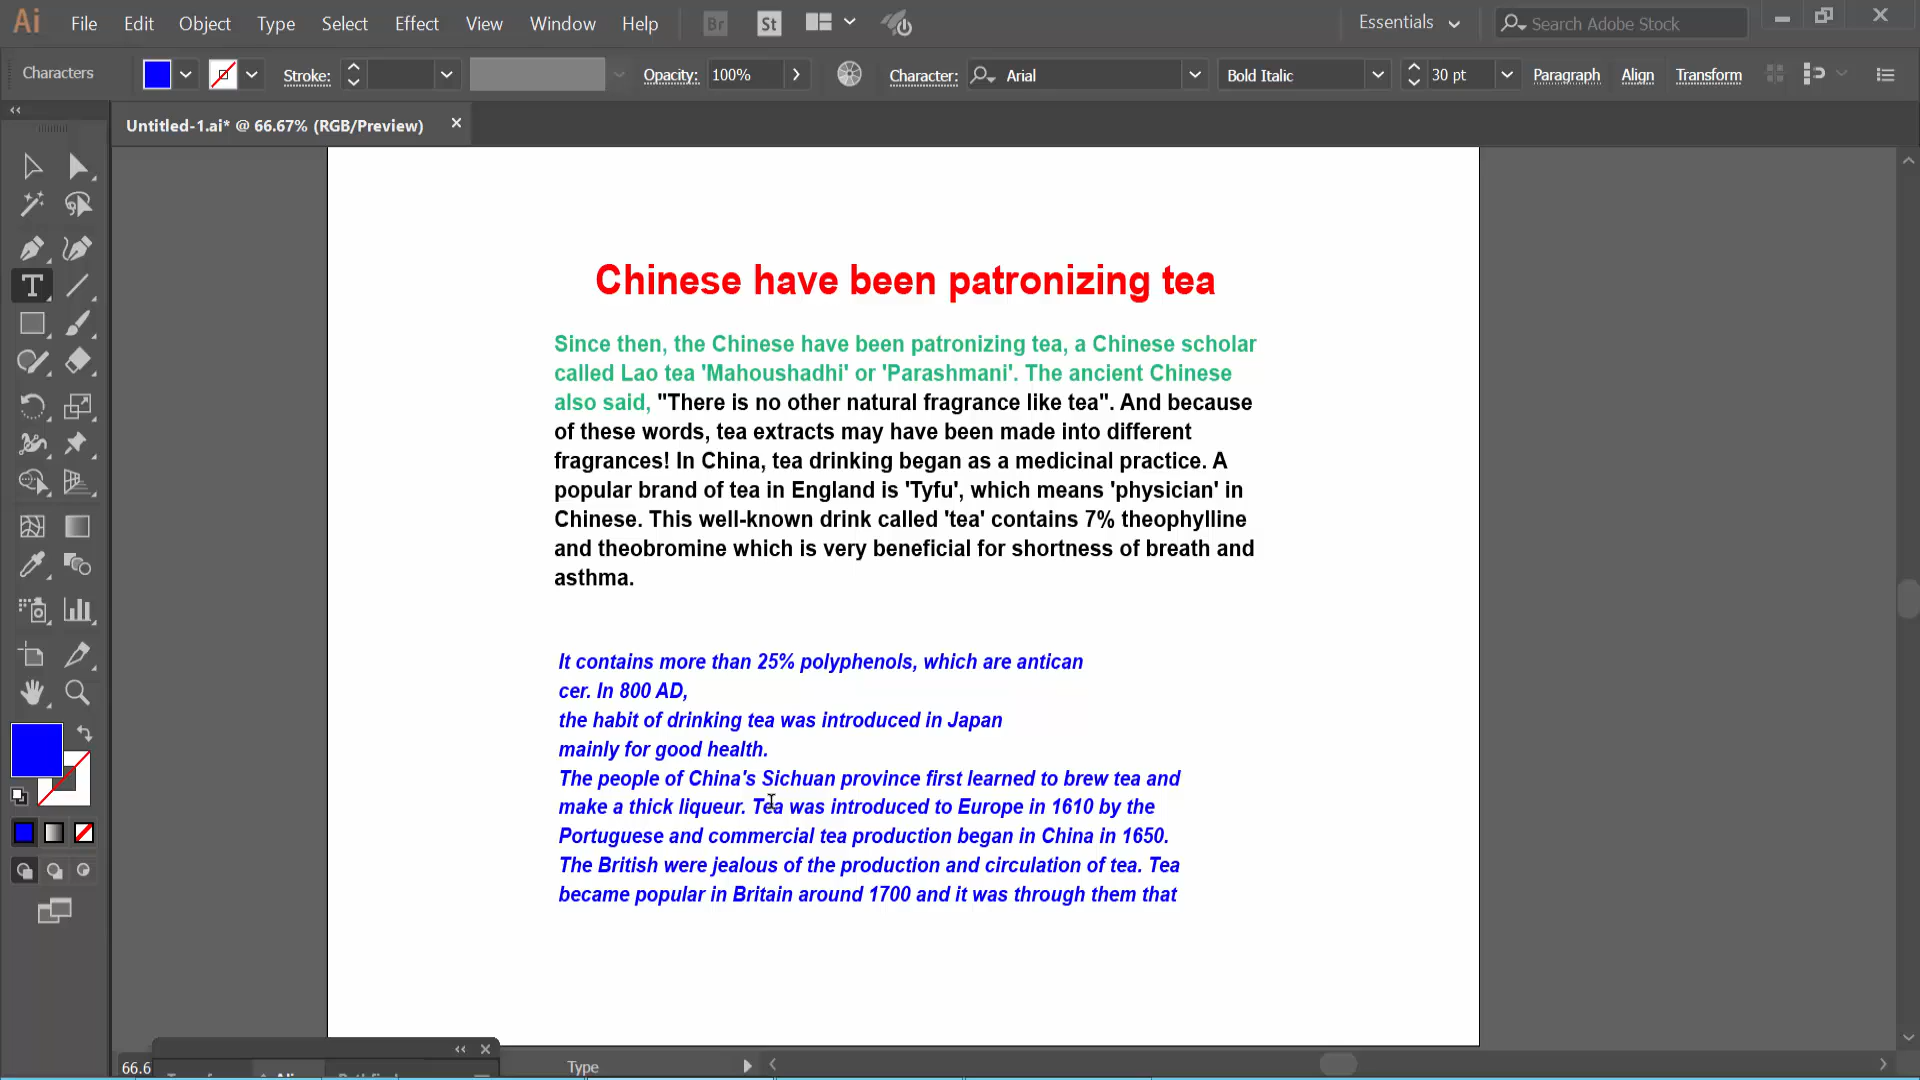 Ai File Edit Object Type Select Effect View Window Help Br St Essentials Search Adobe Stock
Characters Stroke: Opacity: 100% Character: Arial Bold Italic 30 pt Paragraph Align Transform
Untitled-1.ai* @ 66.67% (RGB/Preview)
Chinese have been patronizing tea
Since then, the Chinese have been patronizing tea, a Chinese scholar
called Lao tea 'Mahoushadhi' or 'Parashmani'. The ancient Chinese
also said, "There is no other natural fragrance like tea". And because
of these words, tea extracts may have been made into different
fragrances! In China, tea drinking began as a medicinal practice. A
popular brand of tea in England is 'Tyfu', which means 'physician' in
Chinese. This well-known drink called 'tea' contains 7% theophylline
and theobromine which is very beneficial for shortness of breath and
asthma.
It contains more than 25% polyphenols, which are antican
cer. In 800 AD,
the habit of drinking tea was introduced in Japan
mainly for good health.
The people of China's Sichuan province first learned to brew tea and
make a thick liqueur. Tea was introduced to Europe in 1610 by the
Portuguese and commercial tea production began in China in 1650.
The British were jealous of the production and circulation of tea. Tea
became popular in Britain around 1700 and it was through them that
66.6 Type